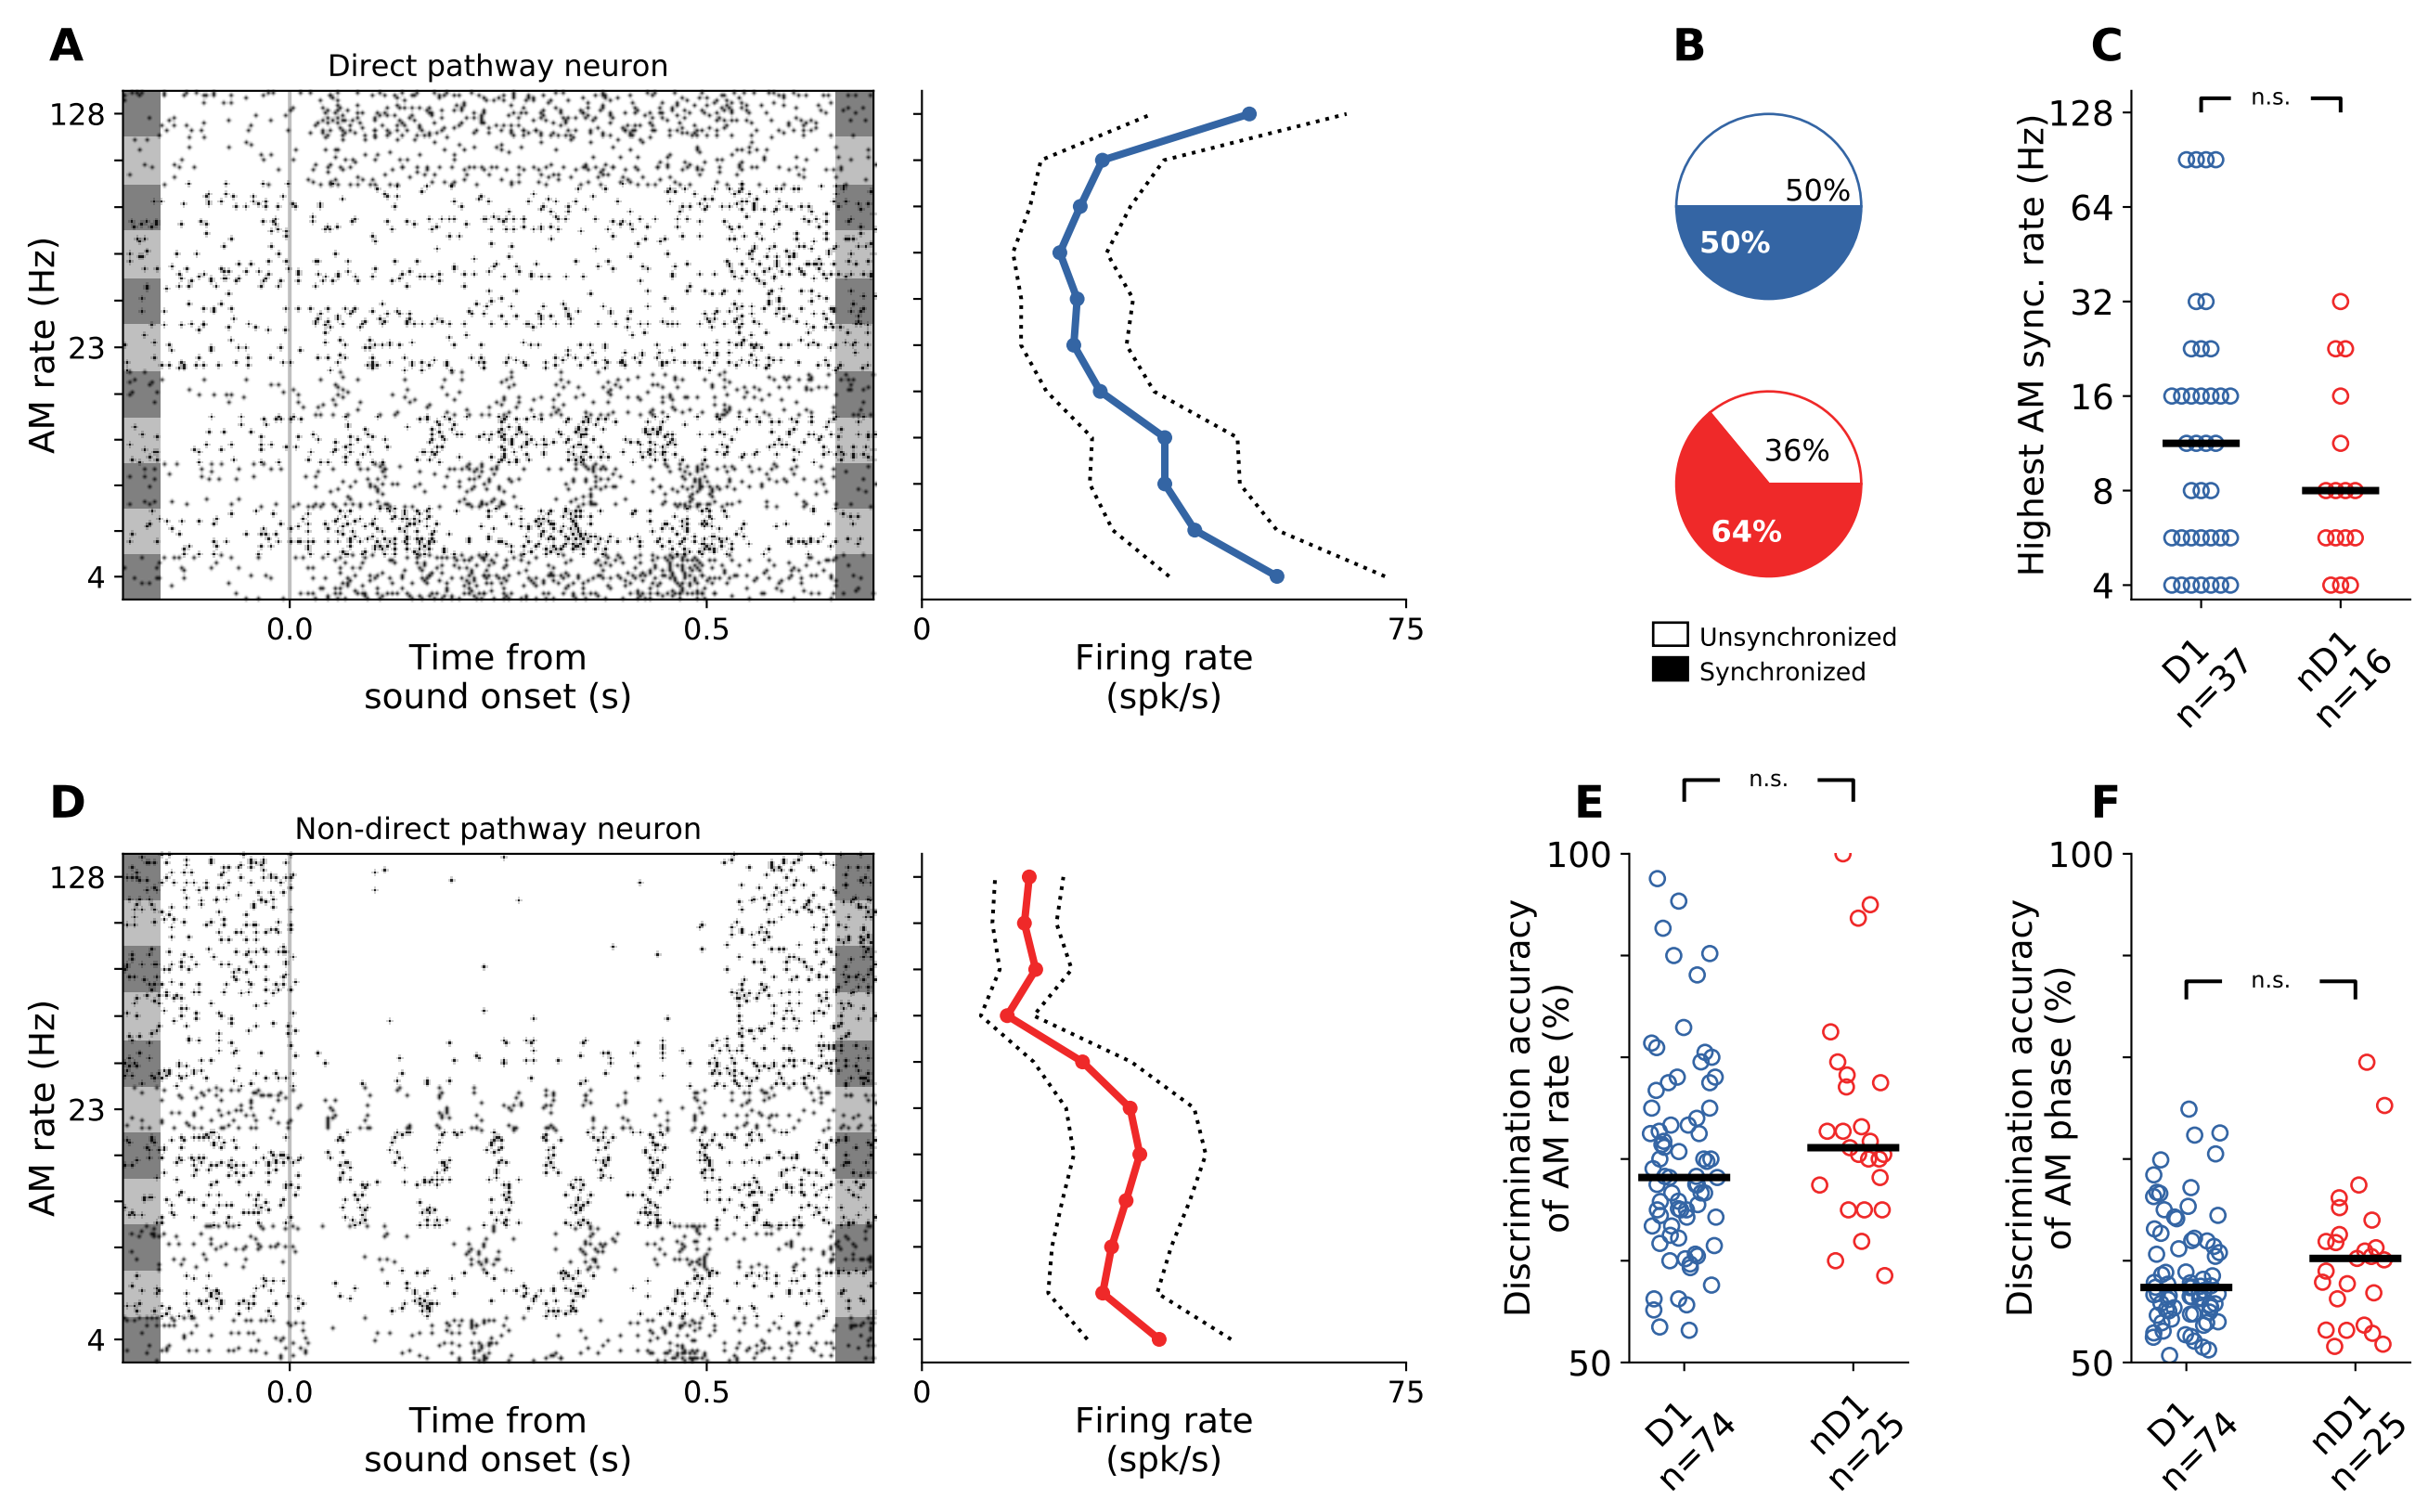 A
Direct pathway neuron
128
23
4
AM rate (Hz)
0.0
0.5
Time from
sound onset (s)
0
75
Firing rate
(spk/s)
B
50%
50%
36%
64%
Unsynchronized
Synchronized
C
n.s.
Highest AM sync. rate (Hz)
128
64
32
16
8
4
D1
n=37
nD1
n=16
D
Non-direct pathway neuron
128
23
4
AM rate (Hz)
0.0
0.5
Time from
sound onset (s)
0
75
Firing rate
(spk/s)
E
n.s.
100
50
Discrimination accuracy
of AM rate (%)
D1
n=74
nD1
n=25
F
n.s.
100
50
Discrimination accuracy
of AM phase (%)
D1
n=74
nD1
n=25